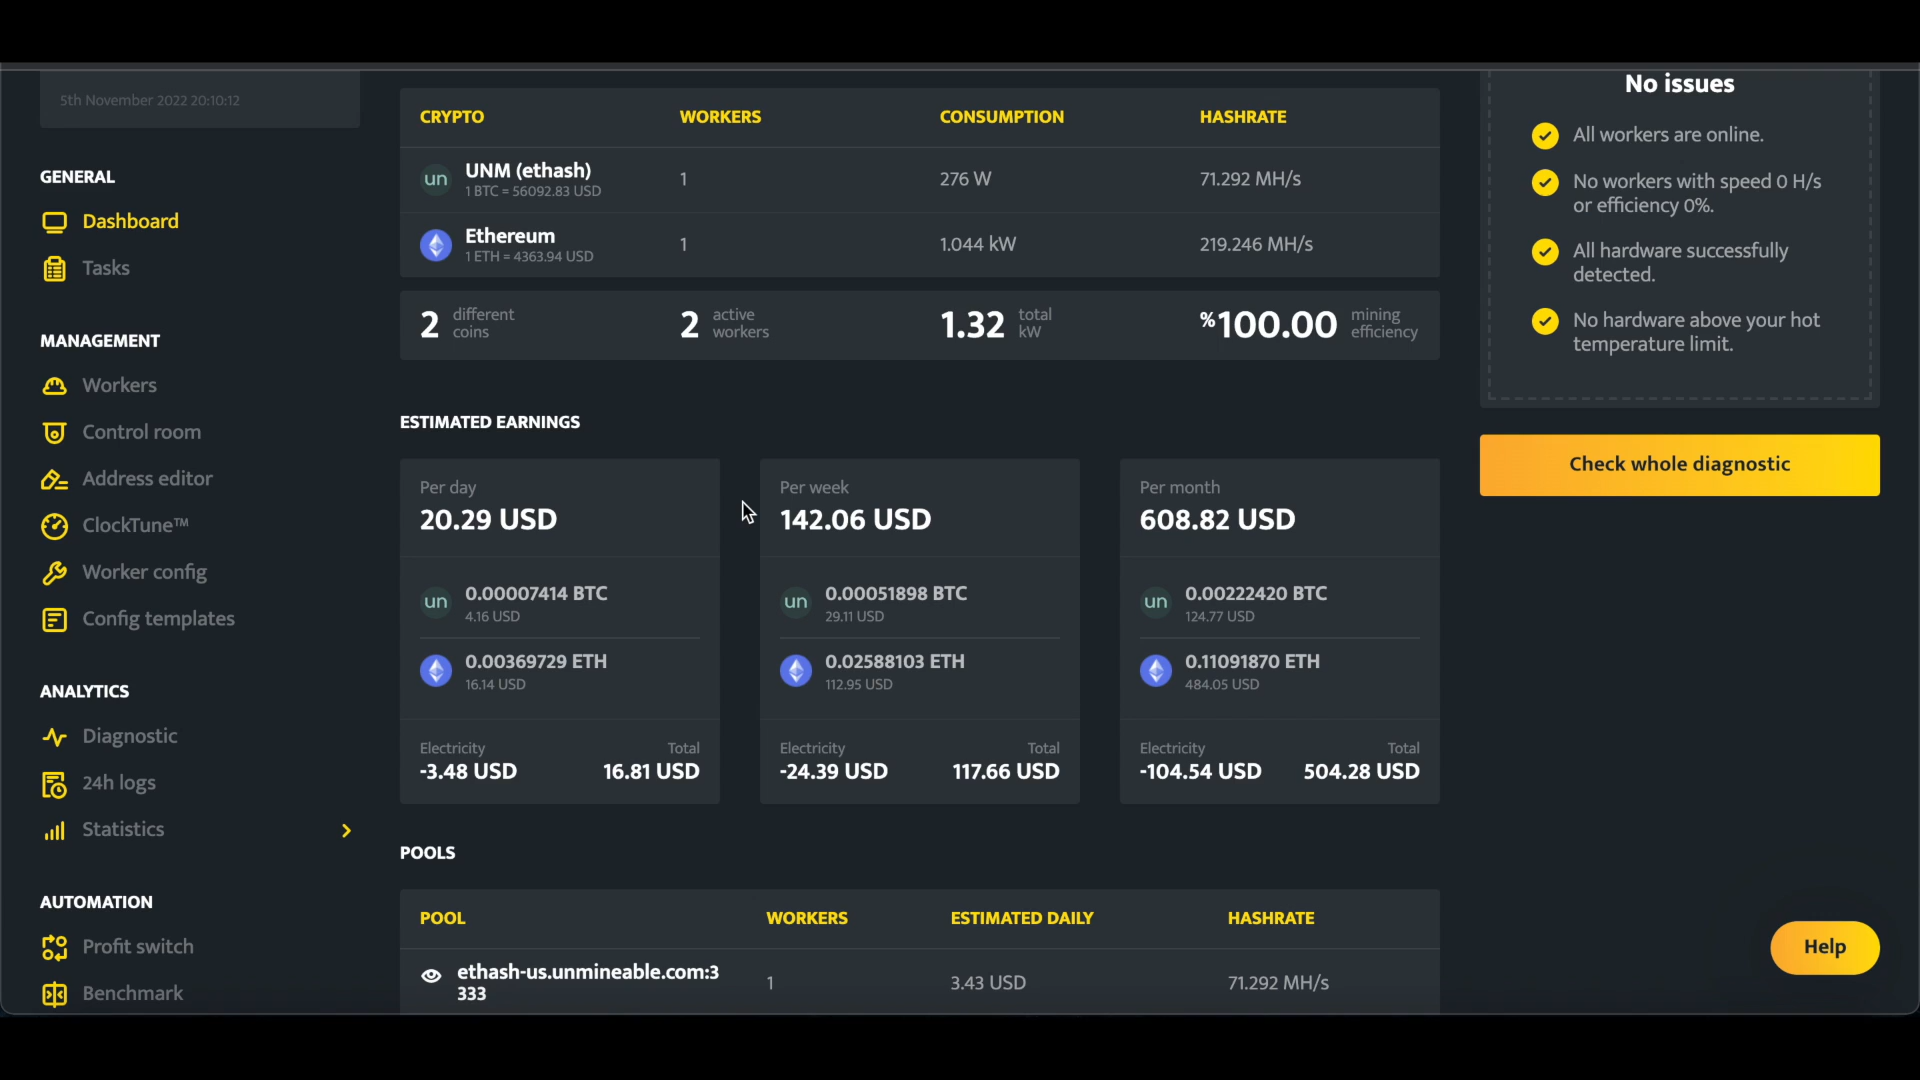 5th November 2022 20:10:12
GENERAL
Dashboard
Tasks
MANAGEMENT
Workers
Control room
Address editor
ClockTune™
Worker config
Config templates
ANALYTICS
Diagnostic
24h logs
Statistics
AUTOMATION
Profit switch
Benchmark
CRYPTO WORKERS CONSUMPTION HASHRATE
un UNM (ethash) 1 276 W 71.292 MH/s
1 BTC = 56092.83 USD
Ethereum 1 1.044 kW 219.246 MH/s
1 ETH = 4363.94 USD
2 different coins 2 active workers 1.32 total kW %100.00 mining efficiency
ESTIMATED EARNINGS
Per day
20.29 USD
un 0.00007414 BTC
4.16 USD
0.00369729 ETH
16.14 USD
Electricity Total
-3.48 USD 16.81 USD
Per week
142.06 USD
un 0.00051898 BTC
29.11 USD
0.02588103 ETH
112.95 USD
Electricity Total
-24.39 USD 117.66 USD
Per month
608.82 USD
un 0.00222420 BTC
124.77 USD
0.11091870 ETH
484.05 USD
Electricity Total
-104.54 USD 504.28 USD
POOLS
POOL WORKERS ESTIMATED DAILY HASHRATE
ethash-us.unmineable.com:3
333 1 3.43 USD 71.292 MH/s
No issues
All workers are online.
No workers with speed 0 H/s
or efficiency 0%.
All hardware successfully
detected.
No hardware above your hot
temperature limit.
Check whole diagnostic
Help